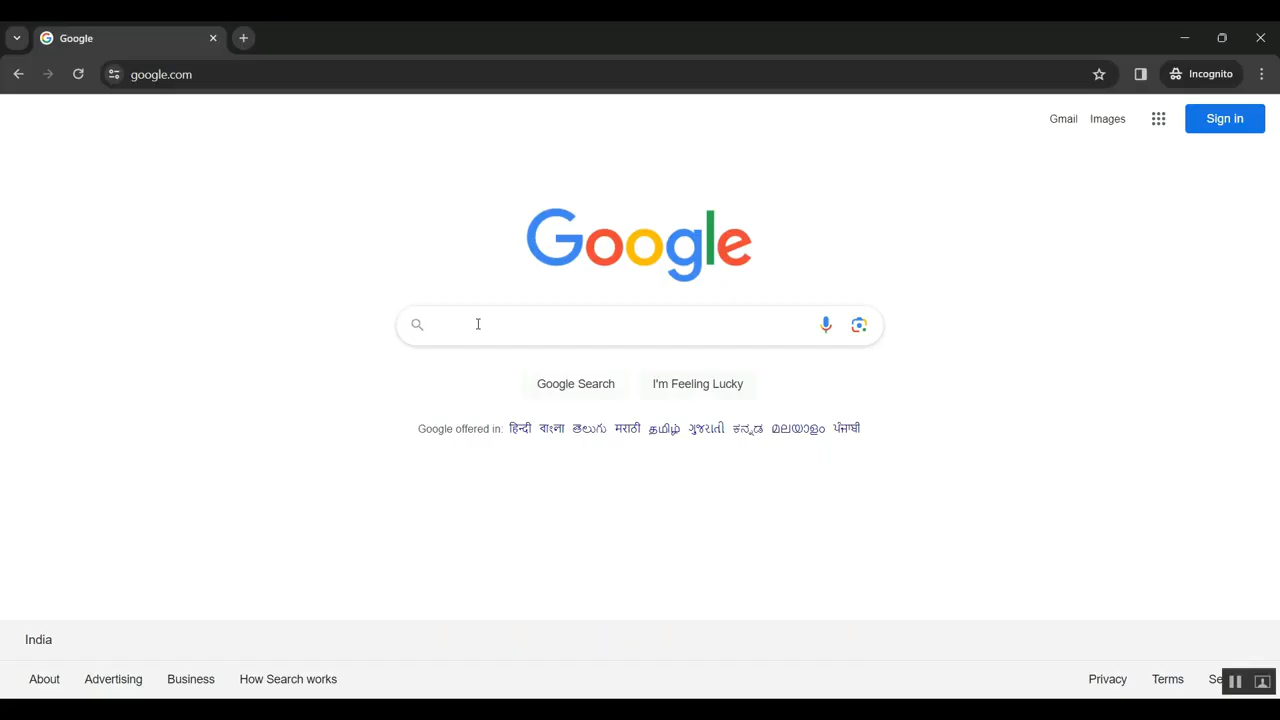 Google
google.com
Incognito
Gmail Images Sign in
Google
Google Search I'm Feeling Lucky
Google offered in: हिन्दी বাংলা తెలుగు मराठी தமிழ் ગુજરાતી ಕನ್ನಡ മലയാളം ਪੰਜਾਬੀ
India
About Advertising Business How Search works Privacy Terms Se